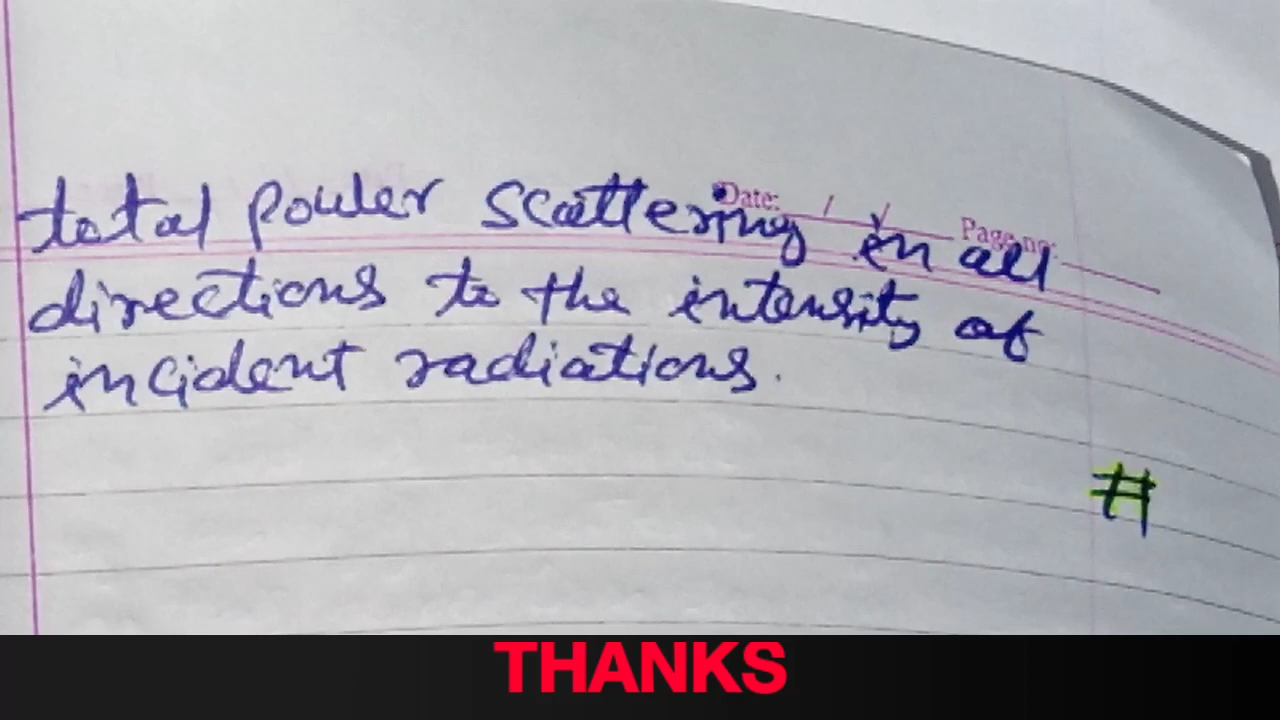 Date: / /
Page no:
total power scattering in all
directions to the intensity of
incident radiations.
#
THANKS